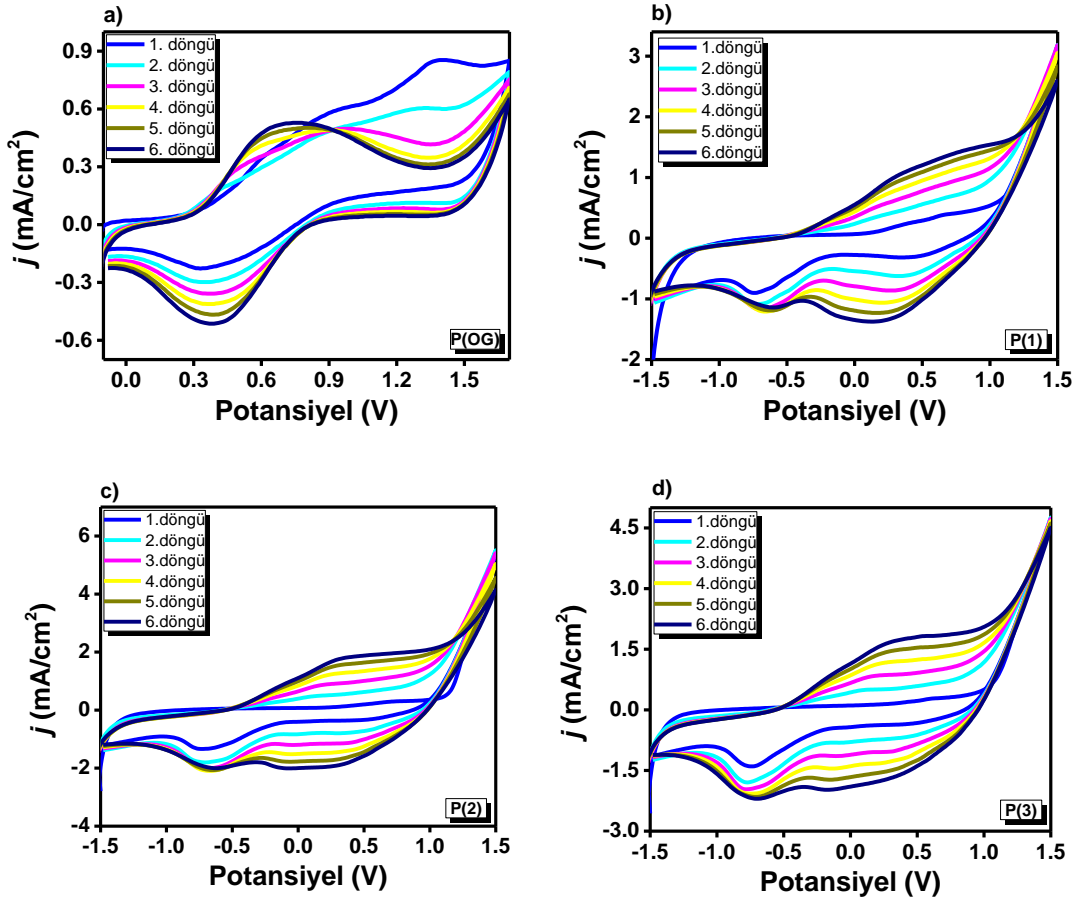 a)
0.9
0.6
0.3
0.0
-0.3
-0.6
j (mA/cm2)
1. döngü
2. döngü
3. döngü
4. döngü
5. döngü
6. döngü
P(OG)
0.0 0.3 0.6 0.9 1.2 1.5
Potansiyel (V)
b)
3
2
1
0
-1
-2
j (mA/cm2)
1.döngü
2.döngü
3.döngü
4.döngü
5.döngü
6.döngü
P(1)
-1.5 -1.0 -0.5 0.0 0.5 1.0 1.5
Potansiyel (V)
c)
6
4
2
0
-2
-4
j (mA/cm2)
1.döngü
2.döngü
3.döngü
4.döngü
5.döngü
6.döngü
P(2)
-1.5 -1.0 -0.5 0.0 0.5 1.0 1.5
Potansiyel (V)
d)
4.5
3.0
1.5
0.0
-1.5
-3.0
j (mA/cm2)
1.döngü
2.döngü
3.döngü
4.döngü
5.döngü
6.döngü
P(3)
-1.5 -1.0 -0.5 0.0 0.5 1.0 1.5
Potansiyel (V)